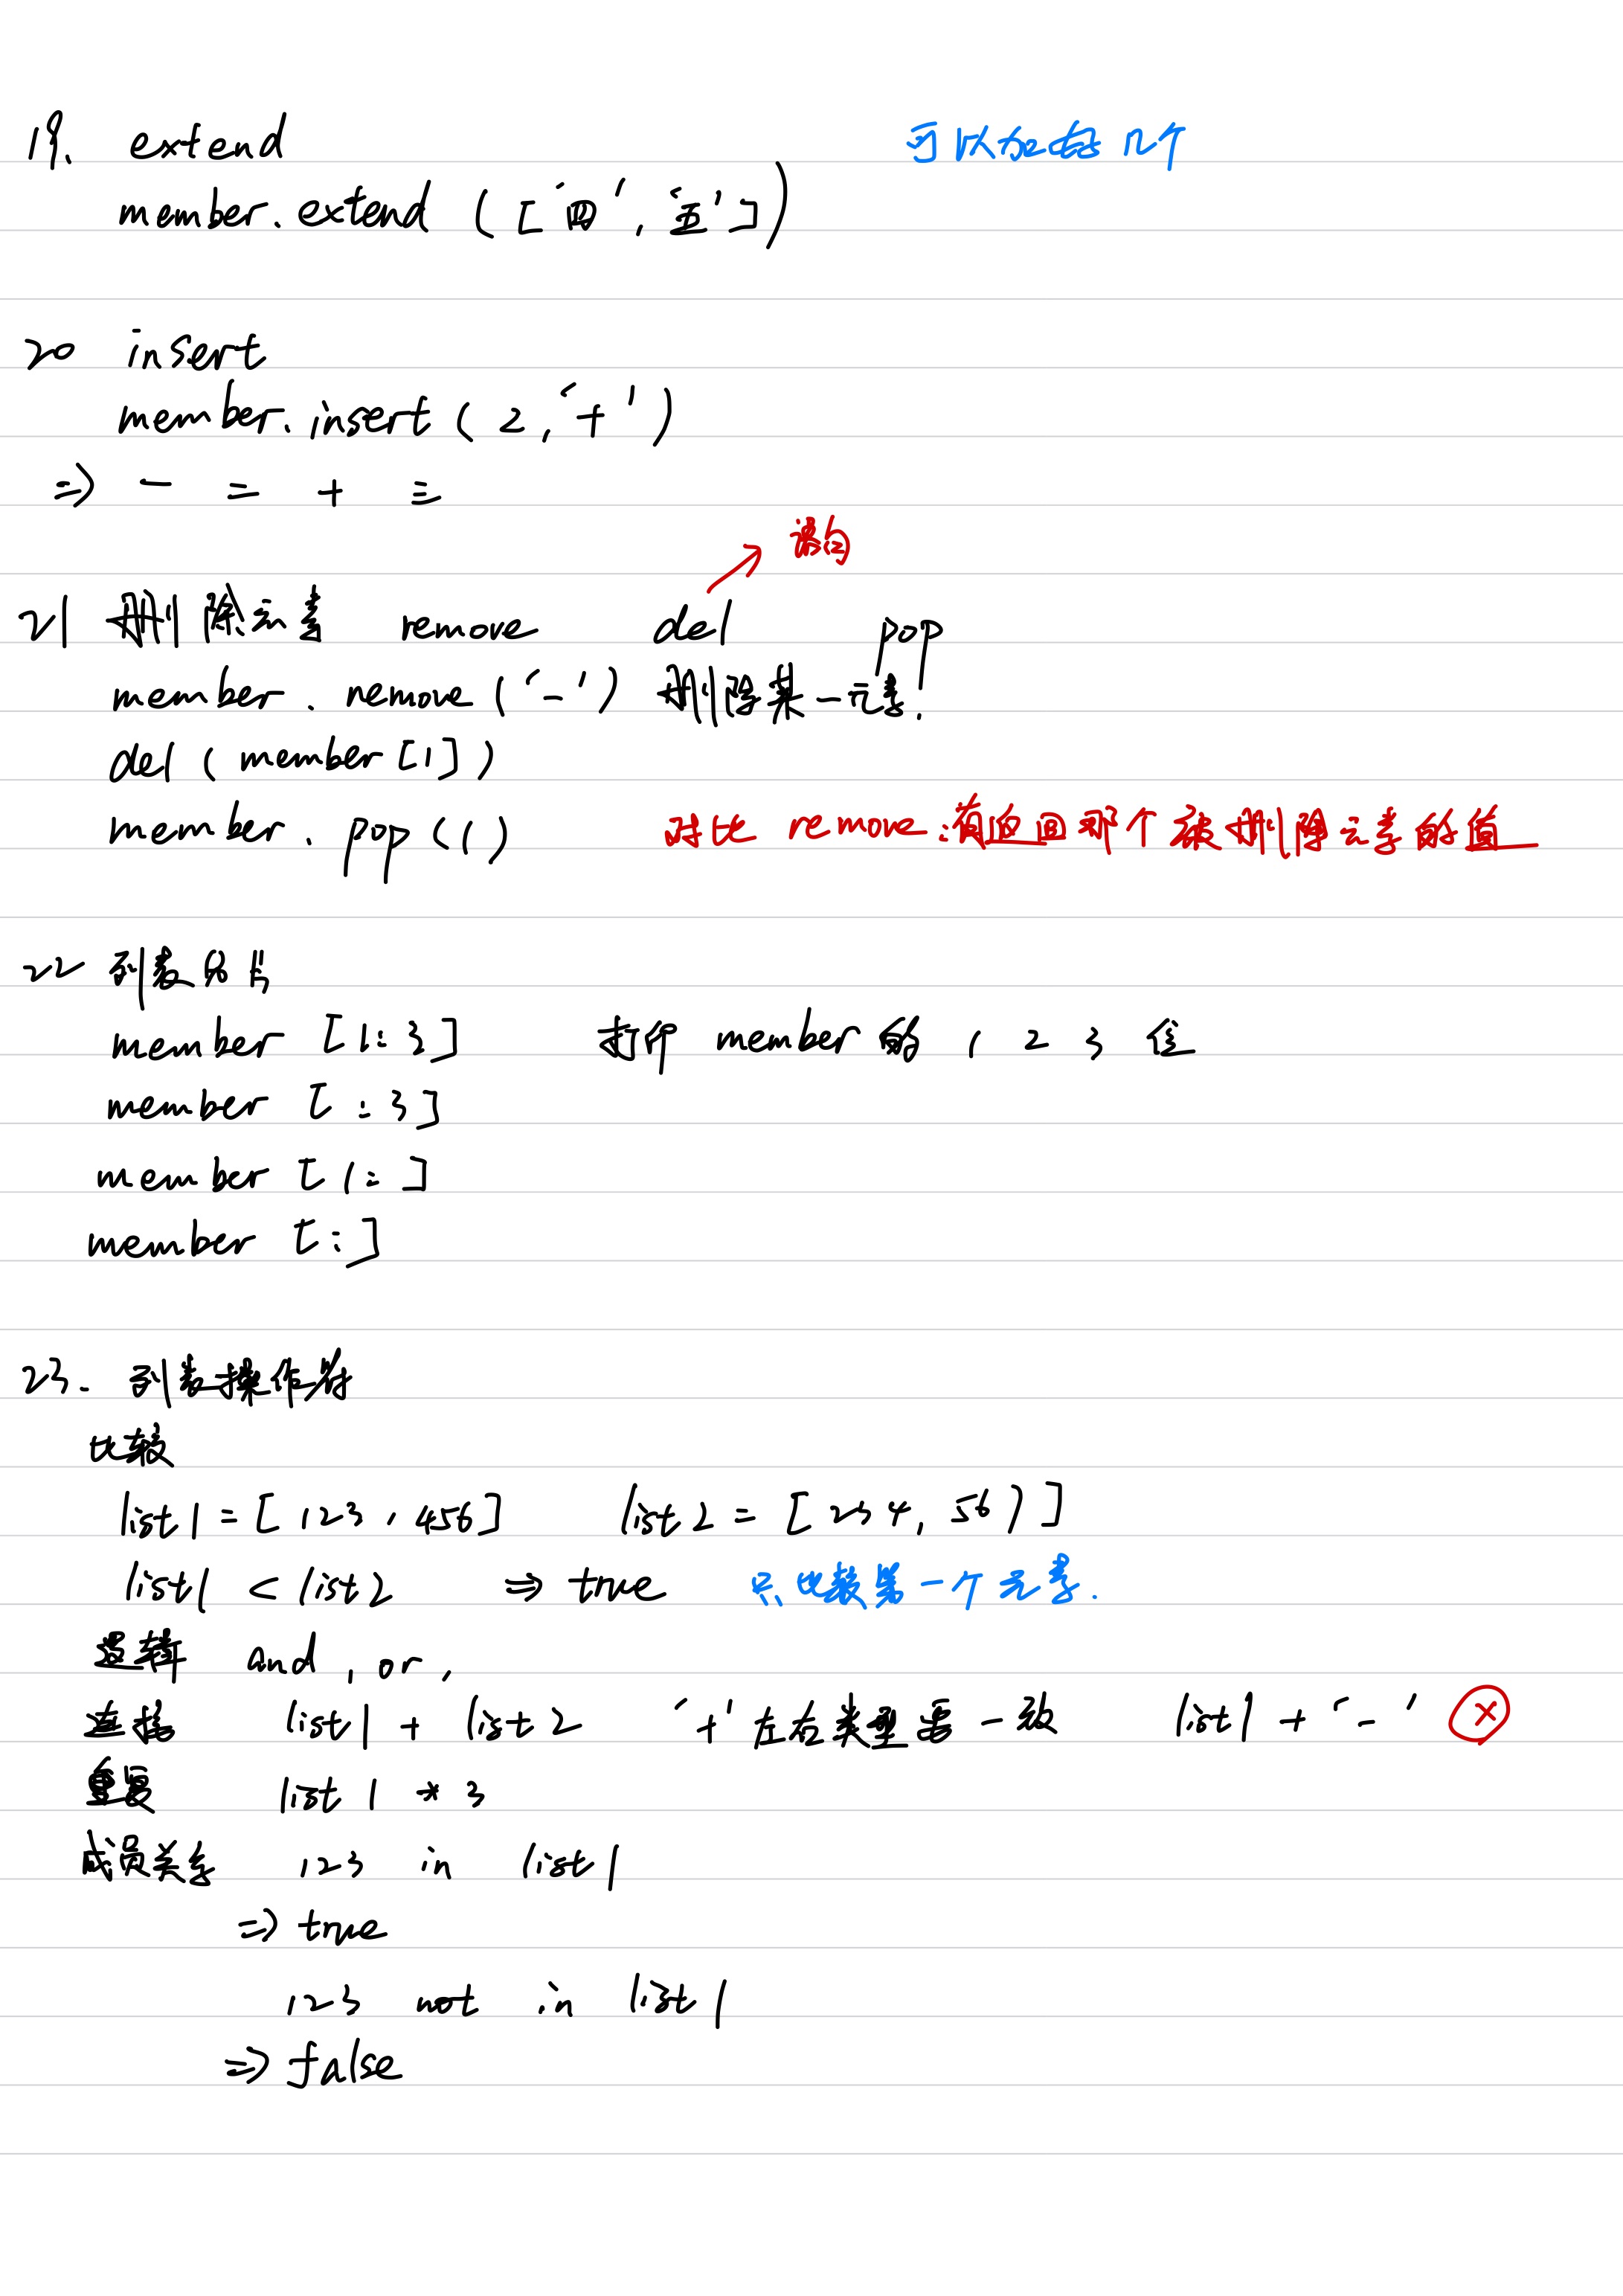 19. extend 可以加好几个
member.extend (['四', '五'])
20 insert
member.insert (2, '十')
⇒ 一 二 十 三
语句
21 删除元素 remove del pop
member. remove ('一') 删除某一元素.
del (member[1])
member. pop (1) 对比 remove:有返回那个被删除元素的值
22 列表分片
member [1:3] 打印 member 的 1 2 3 位
member [:3]
member [1:]
member [:]
23. 列表操作符
比较
list1 = [123, 456] list2 = [234, 567]
list1 < list2 ⇒ true 只比较第一个元素.
逻辑 and, or,
连接 list1 + list2 '+' 左右类型要一致 list1 + '一' ⓧ
重复 list1 * 3
成员关系 123 in list1
⇒ true
123 not in list1
⇒ false